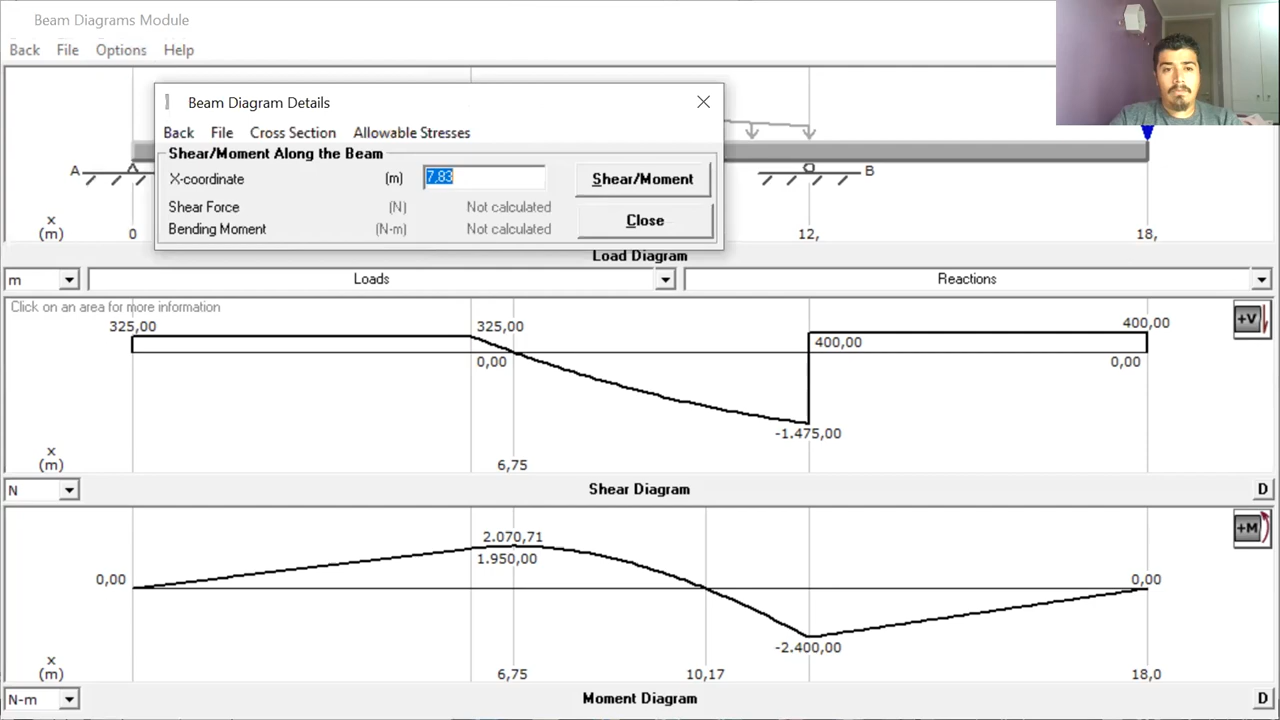 Beam Diagrams Module
Back File Options Help
Beam Diagram Details
Back File Cross Section Allowable Stresses
Shear/Moment Along the Beam
X-coordinate (m) 7,83 Shear/Moment
Shear Force (N) Not calculated
Bending Moment (N-m) Not calculated
Close
A B
x
(m) 0 12, 18,
Load Diagram
m Loads Reactions
Click on an area for more information
+V
325,00 325,00 400,00
400,00
0,00 0,00
-1.475,00
x
(m) 6,75
N Shear Diagram D
+M
2.070,71
1.950,00
0,00 0,00
-2.400,00
x
(m) 6,75 10,17 18,0
N-m Moment Diagram D